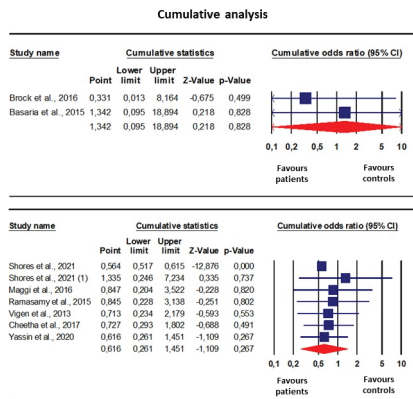 Cumulative analysis
Study name Cumulative statistics Cumulative odds ratio (95% CI)
Lower Upper
Point limit limit Z-Value p-Value
Brock et al., 2016 0,331 0,013 8,164 -0,675 0,499
Basaria et al., 2015 1,342 0,095 18,894 0,218 0,828
1,342 0,095 18,894 0,218 0,828
0,1 0,2 0,5 1 2 5 10
Favours Favours
patients controls
Study name Cumulative statistics Cumulative odds ratio (95% CI)
Lower Upper
Point limit limit Z-Value p-Value
Shores et al., 2021 0,564 0,517 0,615 -12,876 0,000
Shores et al., 2021 (1) 1,335 0,246 7,234 0,335 0,737
Maggi et al., 2016 0,847 0,204 3,522 -0,228 0,820
Ramasamy et al., 2015 0,845 0,228 3,138 -0,251 0,802
Vigen et al., 2013 0,713 0,234 2,179 -0,593 0,553
Cheetha et al., 2017 0,727 0,293 1,802 -0,688 0,491
Yassin et al., 2020 0,616 0,261 1,451 -1,109 0,267
0,616 0,261 1,451 -1,109 0,267
0,1 0,2 0,5 1 2 5 10
Favours Favours
patients controls